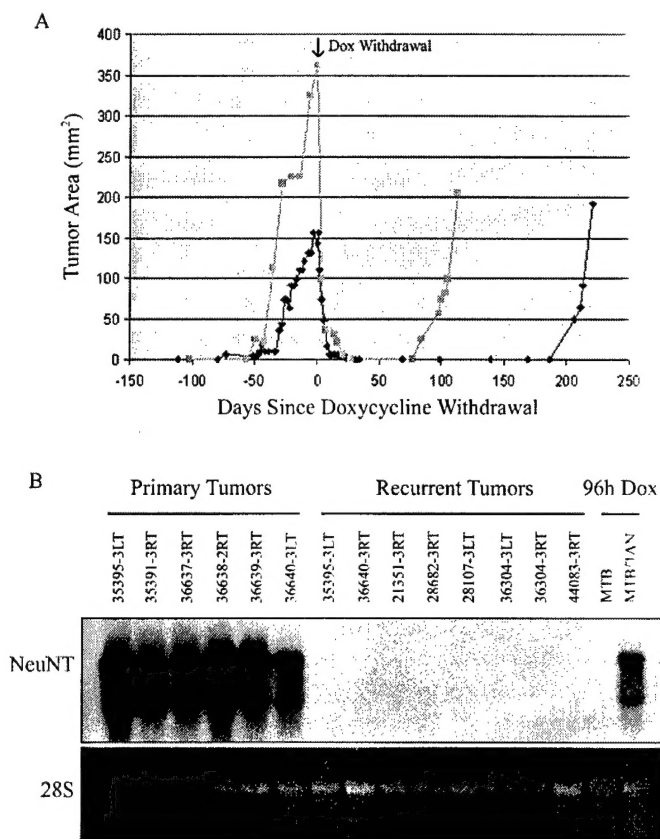 A
Dox Withdrawal
400
350
300
250
200
150
100
50
0
Tumor Area (mm²)
-150
-100
-50
0
50
100
150
200
250
Days Since Doxycycline Withdrawal
B
Primary Tumors
Recurrent Tumors
96h Dox
35395-3LT
35391-3RT
36637-3RT
36638-2RT
36639-3RT
36640-3LT
35395-3LT
36640-3RT
21351-3RT
28682-3RT
28107-3LT
36304-3LT
36304-3RT
44083-3RT
MTB
MTB/TAN
NeuNT
28S